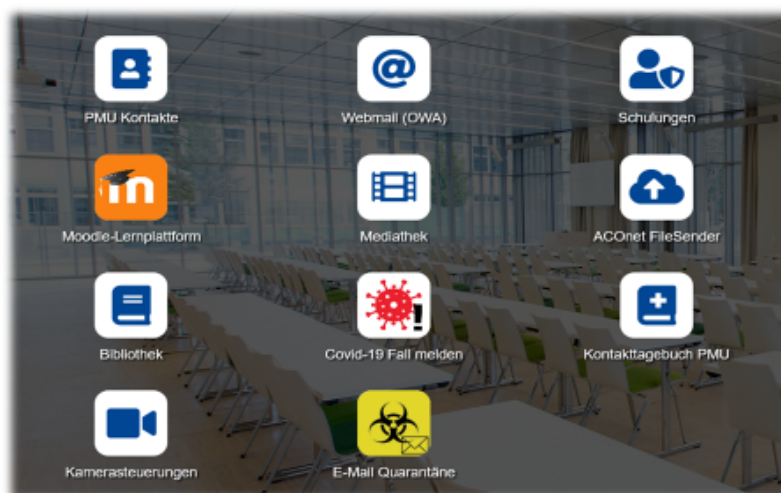 PMU Kontakte
Webmail (OWA)
Schulungen
Moodle-Lernplattform
Mediathek
ACOnet FileSender
Bibliothek
Covid-19 Fall melden
Kontakttagebuch PMU
Kamerasteuerungen
E-Mail Quarantäne